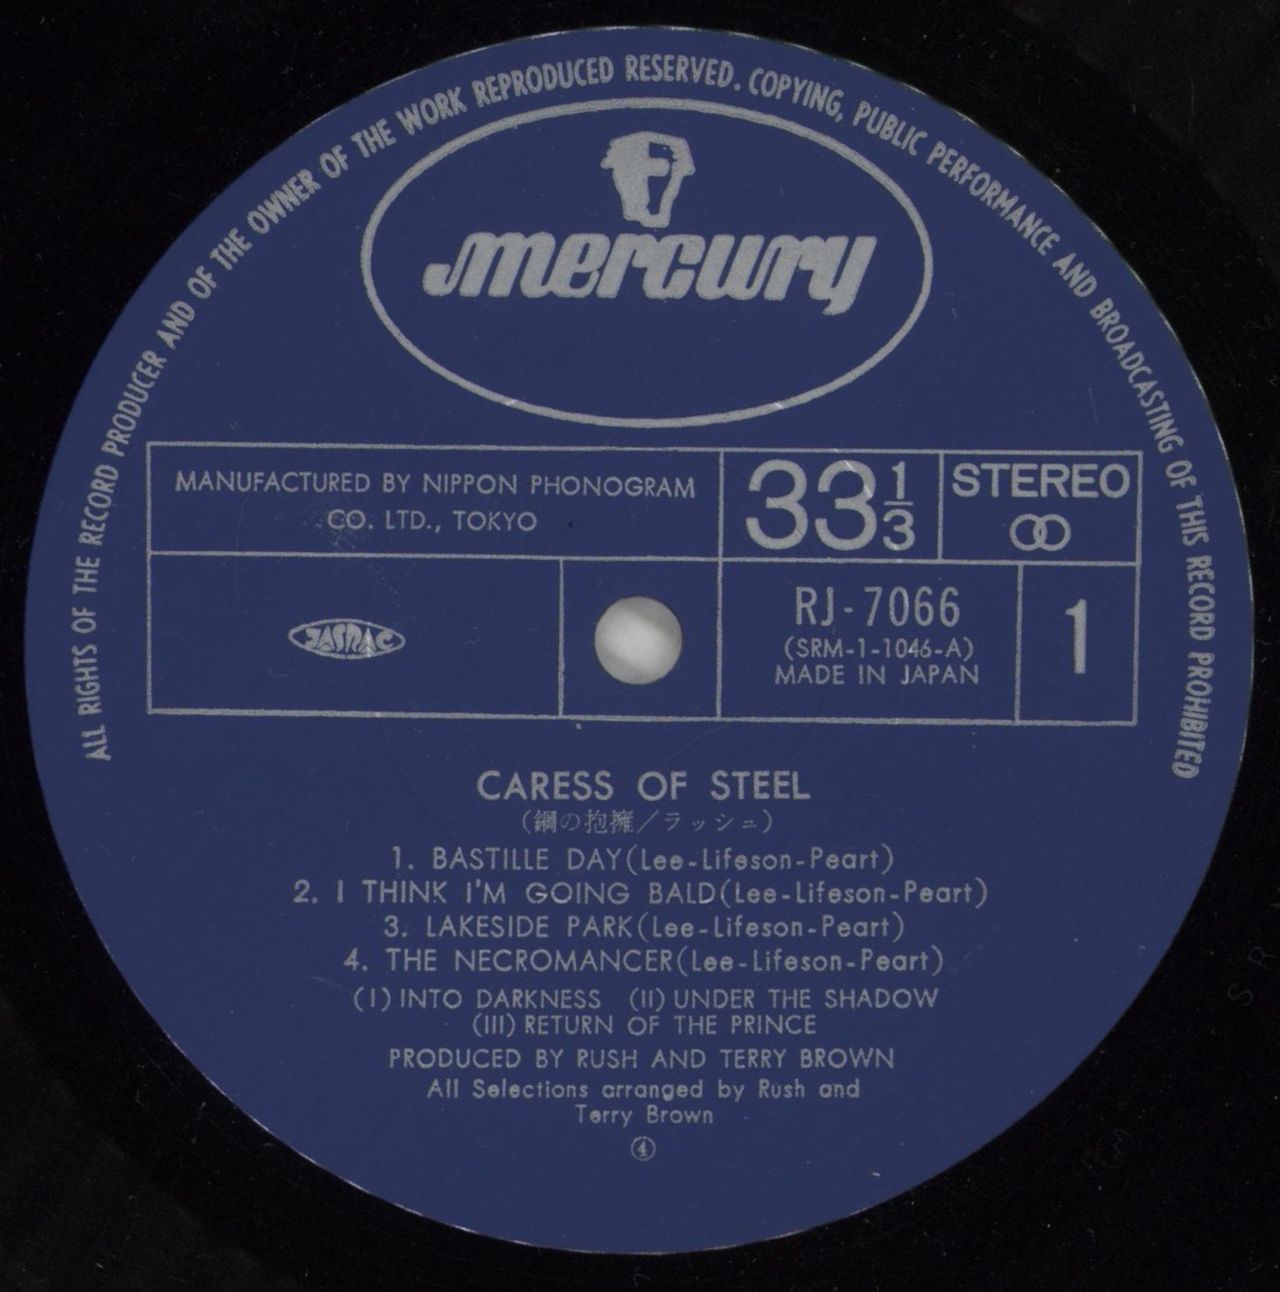 ALL RIGHTS OF THE RECORD PRODUCER AND OF THE OWNER OF THE WORK REPRODUCED RESERVED. COPYING, PUBLIC PERFORMANCE AND BROADCASTING OF THIS RECORD PROHIBITED
mercury
MANUFACTURED BY NIPPON PHONOGRAM
CO. LTD., TOKYO
33 1/3
STEREO
JASRAC
RJ-7066
(SRM-1-1046-A)
MADE IN JAPAN
1
CARESS OF STEEL
(鋼の抱擁/ラッシュ)
1. BASTILLE DAY(Lee-Lifeson-Peart)
2. I THINK I'M GOING BALD(Lee-Lifeson-Peart)
3. LAKESIDE PARK(Lee-Lifeson-Peart)
4. THE NECROMANCER(Lee-Lifeson-Peart)
(I) INTO DARKNESS (II) UNDER THE SHADOW
(III) RETURN OF THE PRINCE
PRODUCED BY RUSH AND TERRY BROWN
All Selections arranged by Rush and
Terry Brown
④